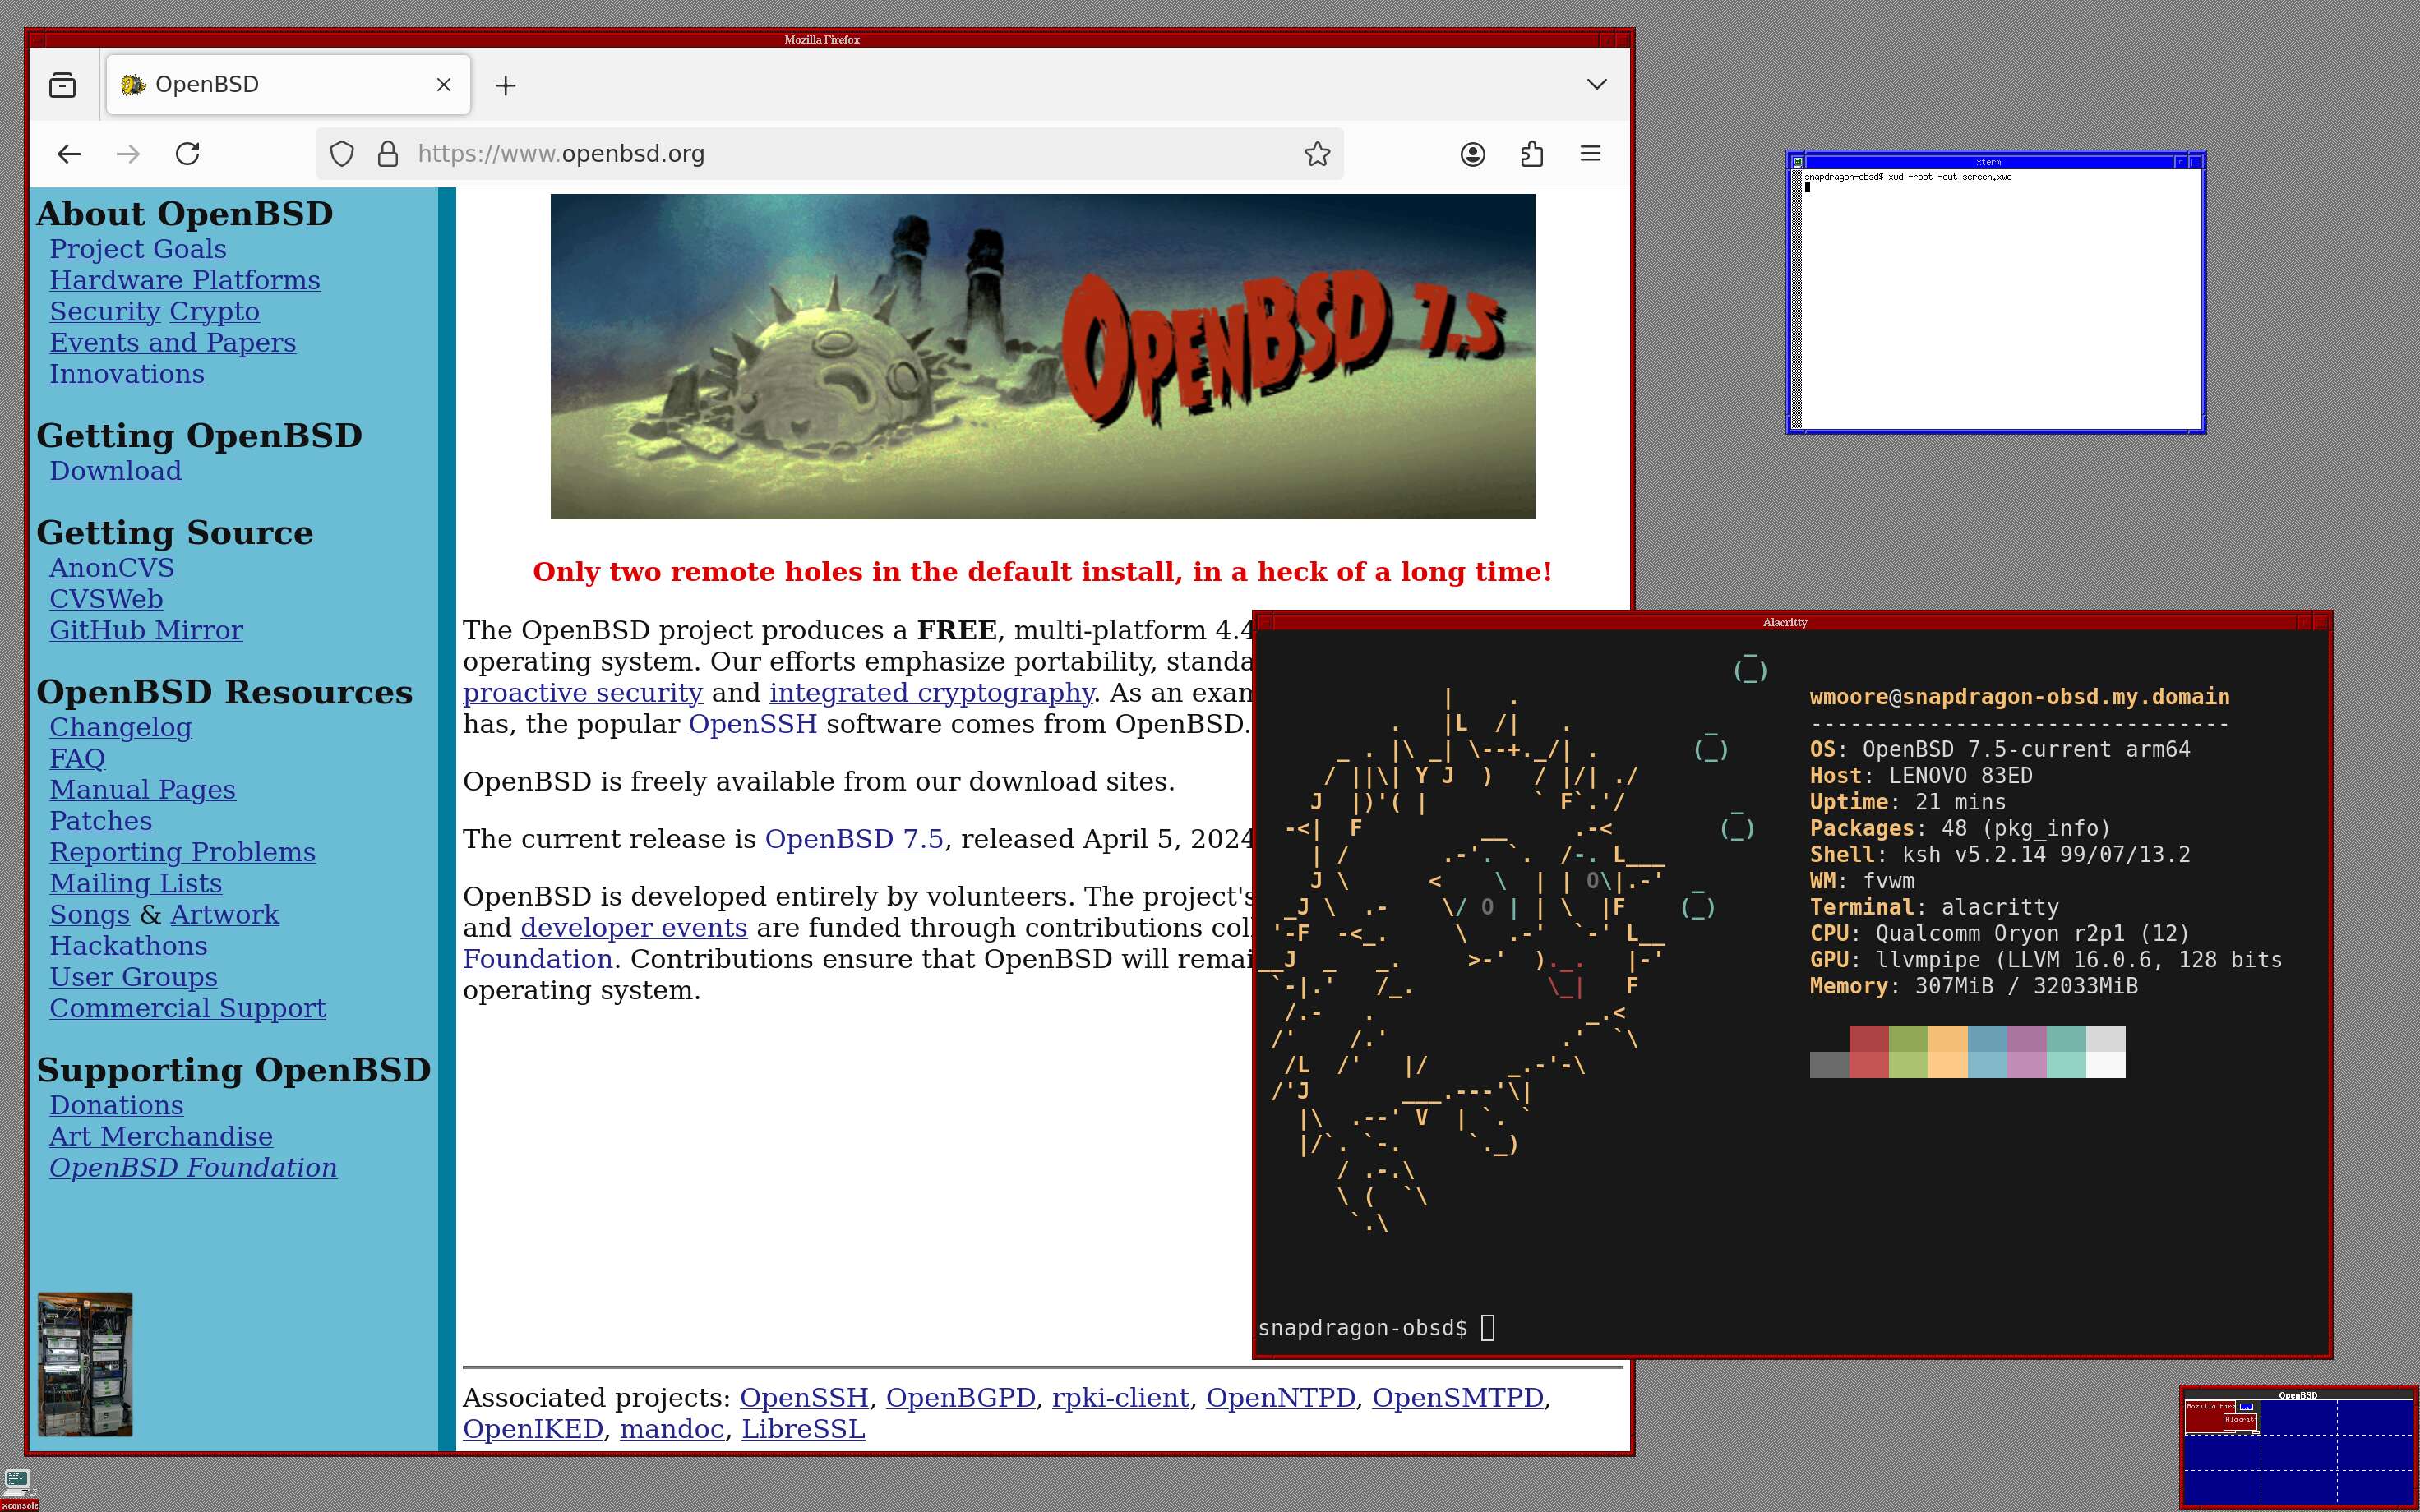 Mozilla Firefox
OpenBSD
https://www.openbsd.org
About OpenBSD
Project Goals
Hardware Platforms
Security Crypto
Events and Papers
Innovations
Getting OpenBSD
Download
Getting Source
AnonCVS
CVSWeb
GitHub Mirror
OpenBSD Resources
Changelog
FAQ
Manual Pages
Patches
Reporting Problems
Mailing Lists
Songs & Artwork
Hackathons
User Groups
Commercial Support
Supporting OpenBSD
Donations
Art Merchandise
OpenBSD Foundation
OPENBSD 7.5
Only two remote holes in the default install, in a heck of a long time!
The OpenBSD project produces a FREE, multi-platform 4.4
operating system. Our efforts emphasize portability, standa
proactive security and integrated cryptography. As an exam
has, the popular OpenSSH software comes from OpenBSD.
OpenBSD is freely available from our download sites.
The current release is OpenBSD 7.5, released April 5, 2024
OpenBSD is developed entirely by volunteers. The project's
and developer events are funded through contributions col
Foundation. Contributions ensure that OpenBSD will remai
operating system.
Associated projects: OpenSSH, OpenBGPD, rpki-client, OpenNTPD, OpenSMTPD,
OpenIKED, mandoc, LibreSSL
xterm
snapdragon-obsd$ xwd -root -out screen.xwd
Alacritty
wmoore@snapdragon-obsd.my.domain
--------------------------------
OS: OpenBSD 7.5-current arm64
Host: LENOVO 83ED
Uptime: 21 mins
Packages: 48 (pkg_info)
Shell: ksh v5.2.14 99/07/13.2
WM: fvwm
Terminal: alacritty
CPU: Qualcomm Oryon r2p1 (12)
GPU: llvmpipe (LLVM 16.0.6, 128 bits
Memory: 307MiB / 32033MiB
snapdragon-obsd$
OpenBSD
Mozilla Fire
Alacritt
xconsole